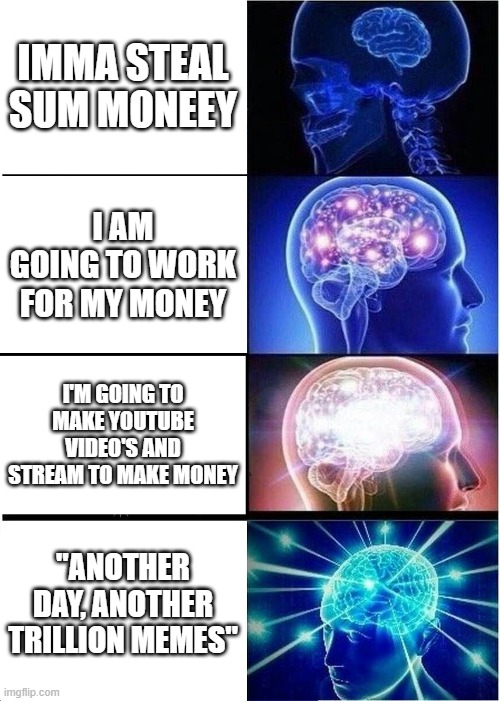 IMMA STEAL
SUM MONEEY
I AM
GOING TO WORK
FOR MY MONEY
I'M GOING TO
MAKE YOUTUBE
VIDEO'S AND
STREAM TO MAKE MONEY
"ANOTHER
DAY, ANOTHER
TRILLION MEMES"
imgflip.com